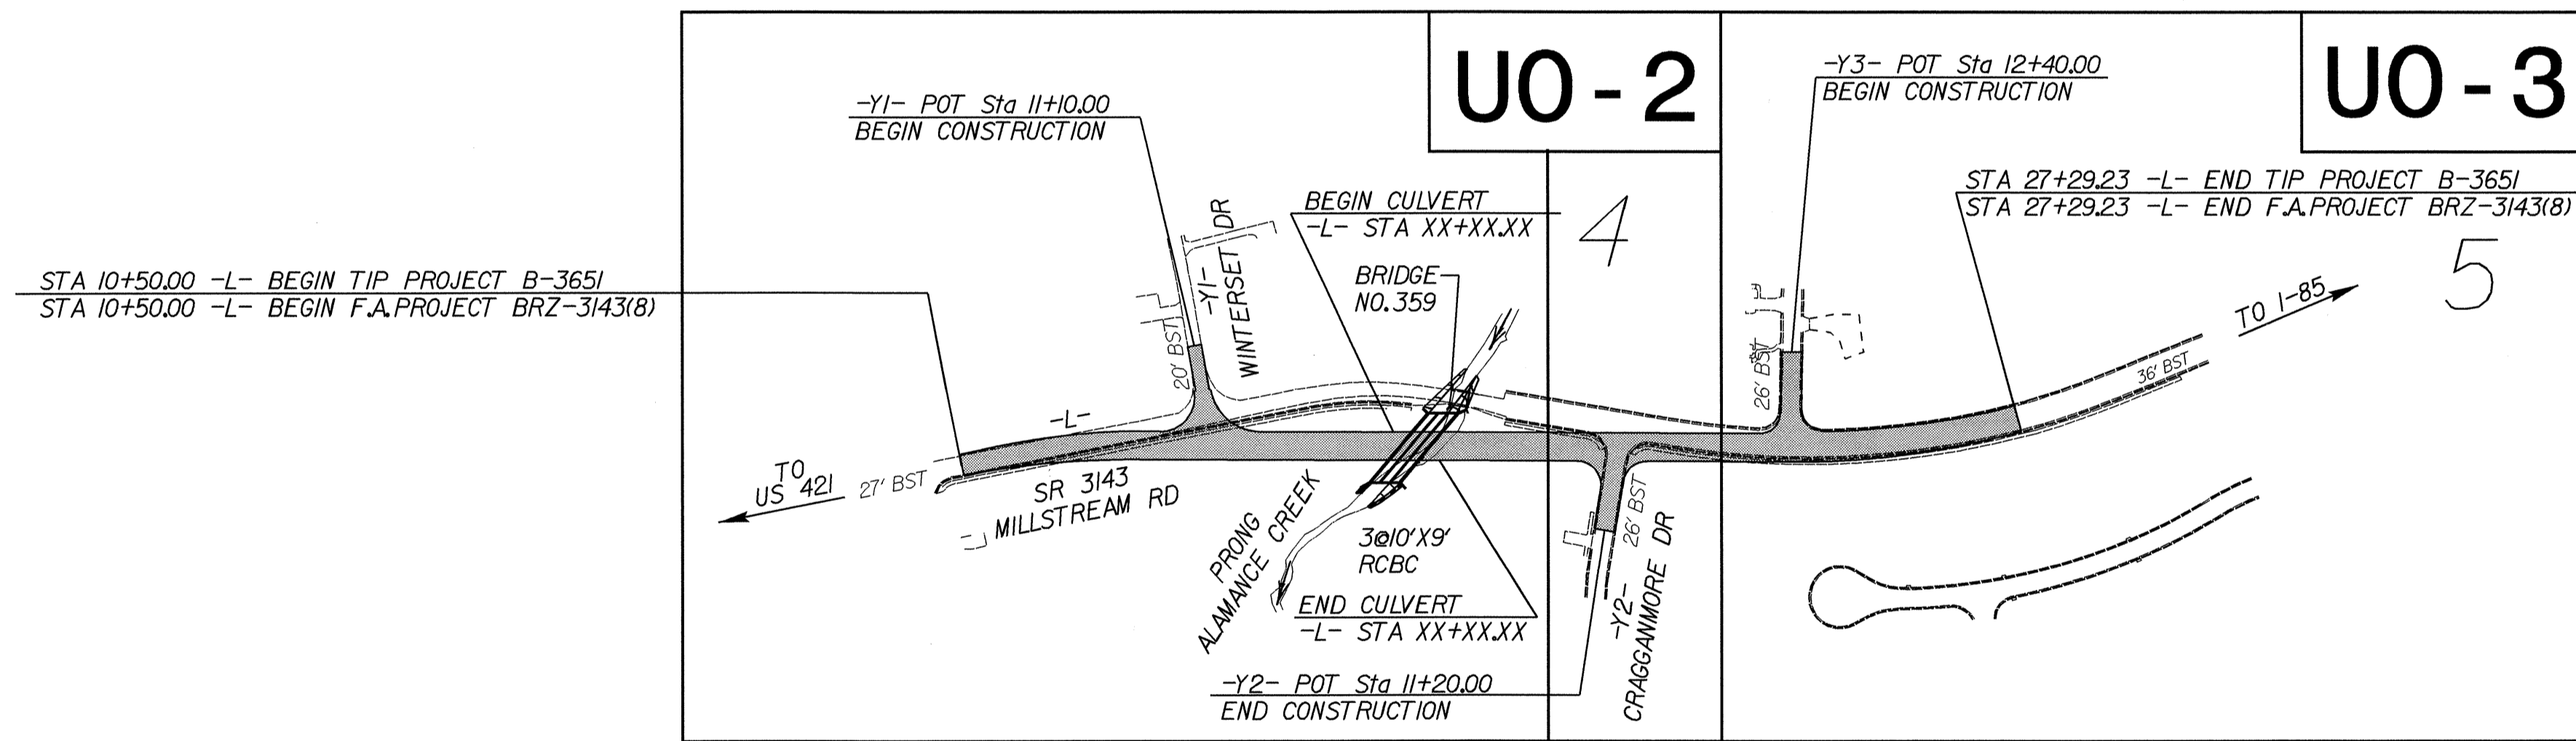 UO-2
UO-3
-Y3- POT Sta 12+40.00
BEGIN CONSTRUCTION
-Y1- POT Sta 11+10.00
BEGIN CONSTRUCTION
STA 27+29.23 -L- END TIP PROJECT B-3651
STA 27+29.23 -L- END F.A.PROJECT BRZ-3143(8)
BEGIN CULVERT
-L- STA XX+XX.XX
4
5
STA 10+50.00 -L- BEGIN TIP PROJECT B-3651
STA 10+50.00 -L- BEGIN F.A.PROJECT BRZ-3143(8)
-Y1-
WINTERSET DR
BRIDGE
NO.359
TO I-85
20' BST
26' BST
36' BST
-L-
TO
US 421
27' BST
SR 3143
MILLSTREAM RD
PRONG
ALAMANCE CREEK
3@10'X9'
RCBC
26' BST
-Y2-
CRAGGANMORE DR
END CULVERT
-L- STA XX+XX.XX
-Y2- POT Sta 11+20.00
END CONSTRUCTION